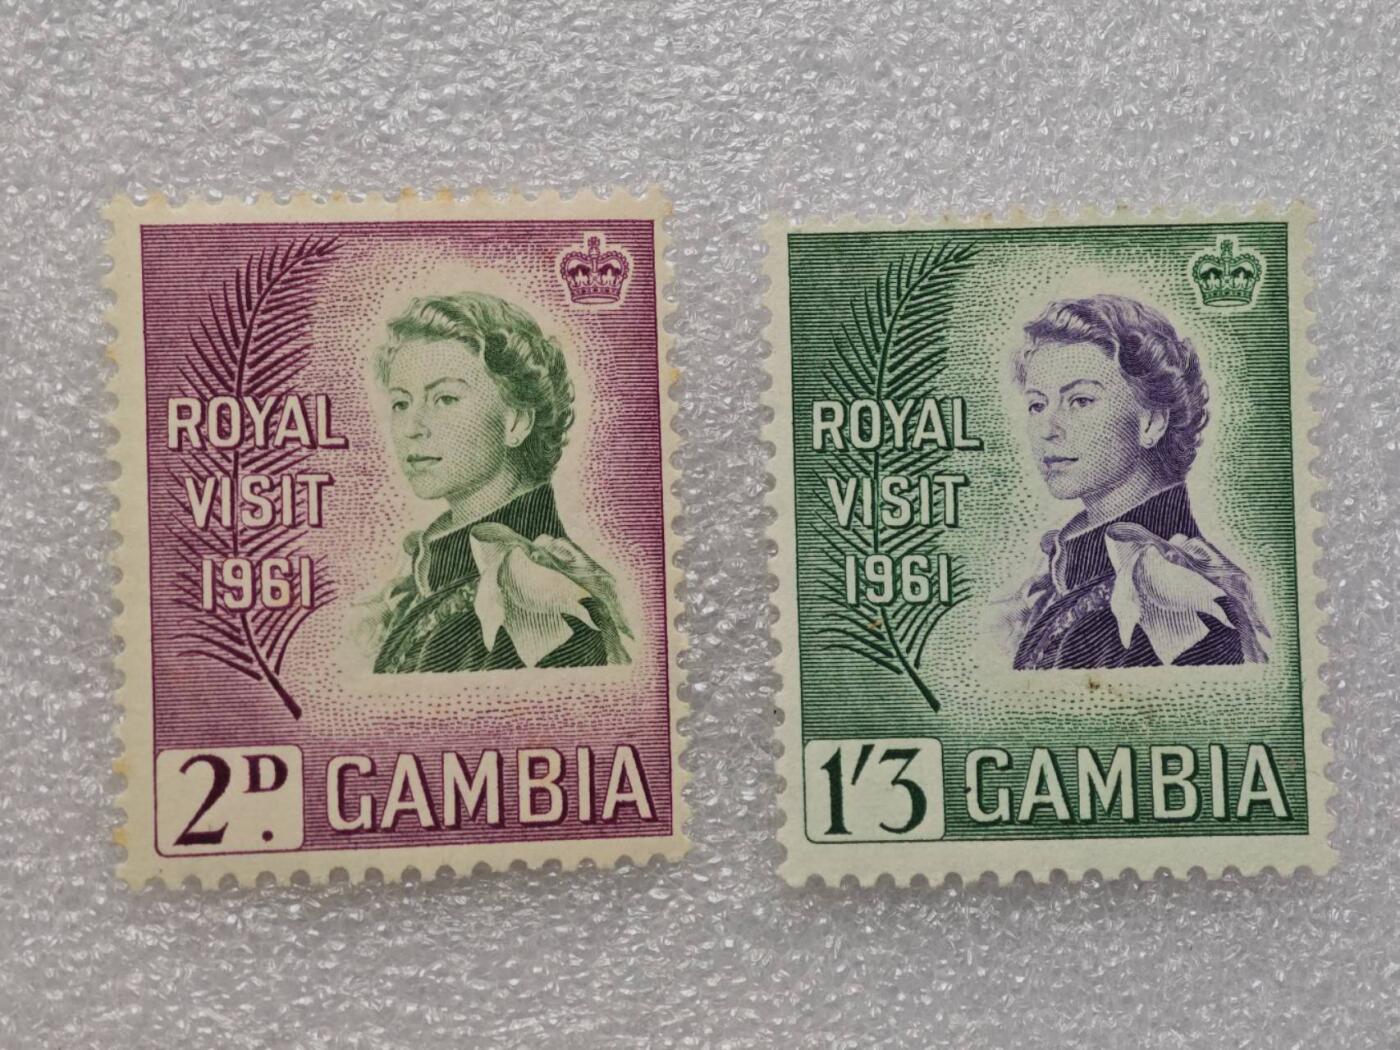 ROYAL
VISIT
1961
2D.
GAMBIA
ROYAL
VISIT
1961
1'3
GAMBIA